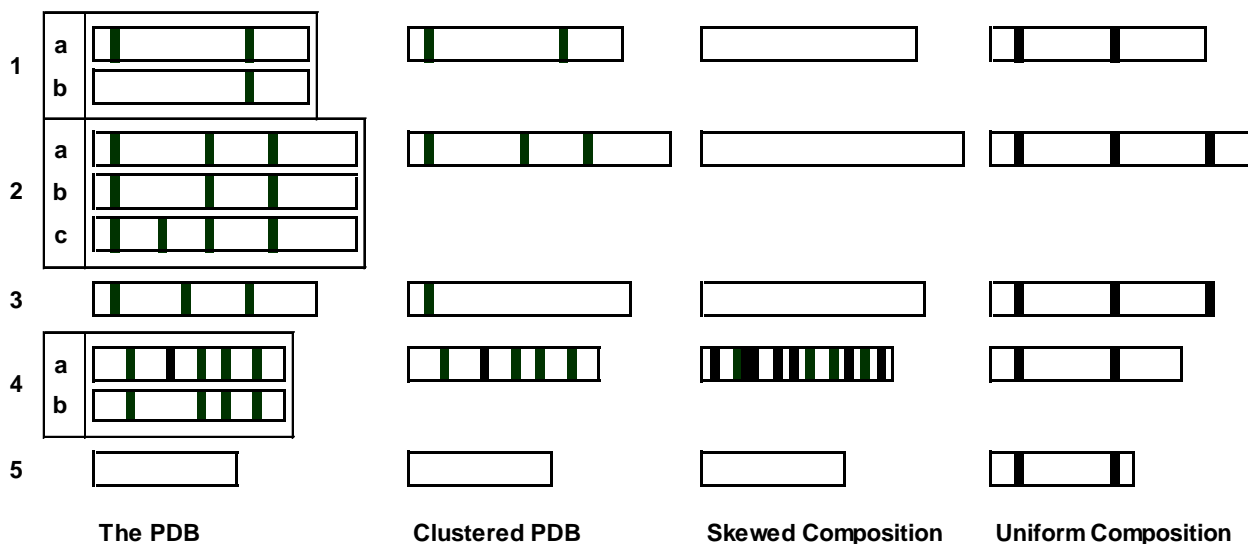 1
a
b
2
a
b
c
3
4
a
b
5
The PDB Clustered PDB Skewed Composition Uniform Composition